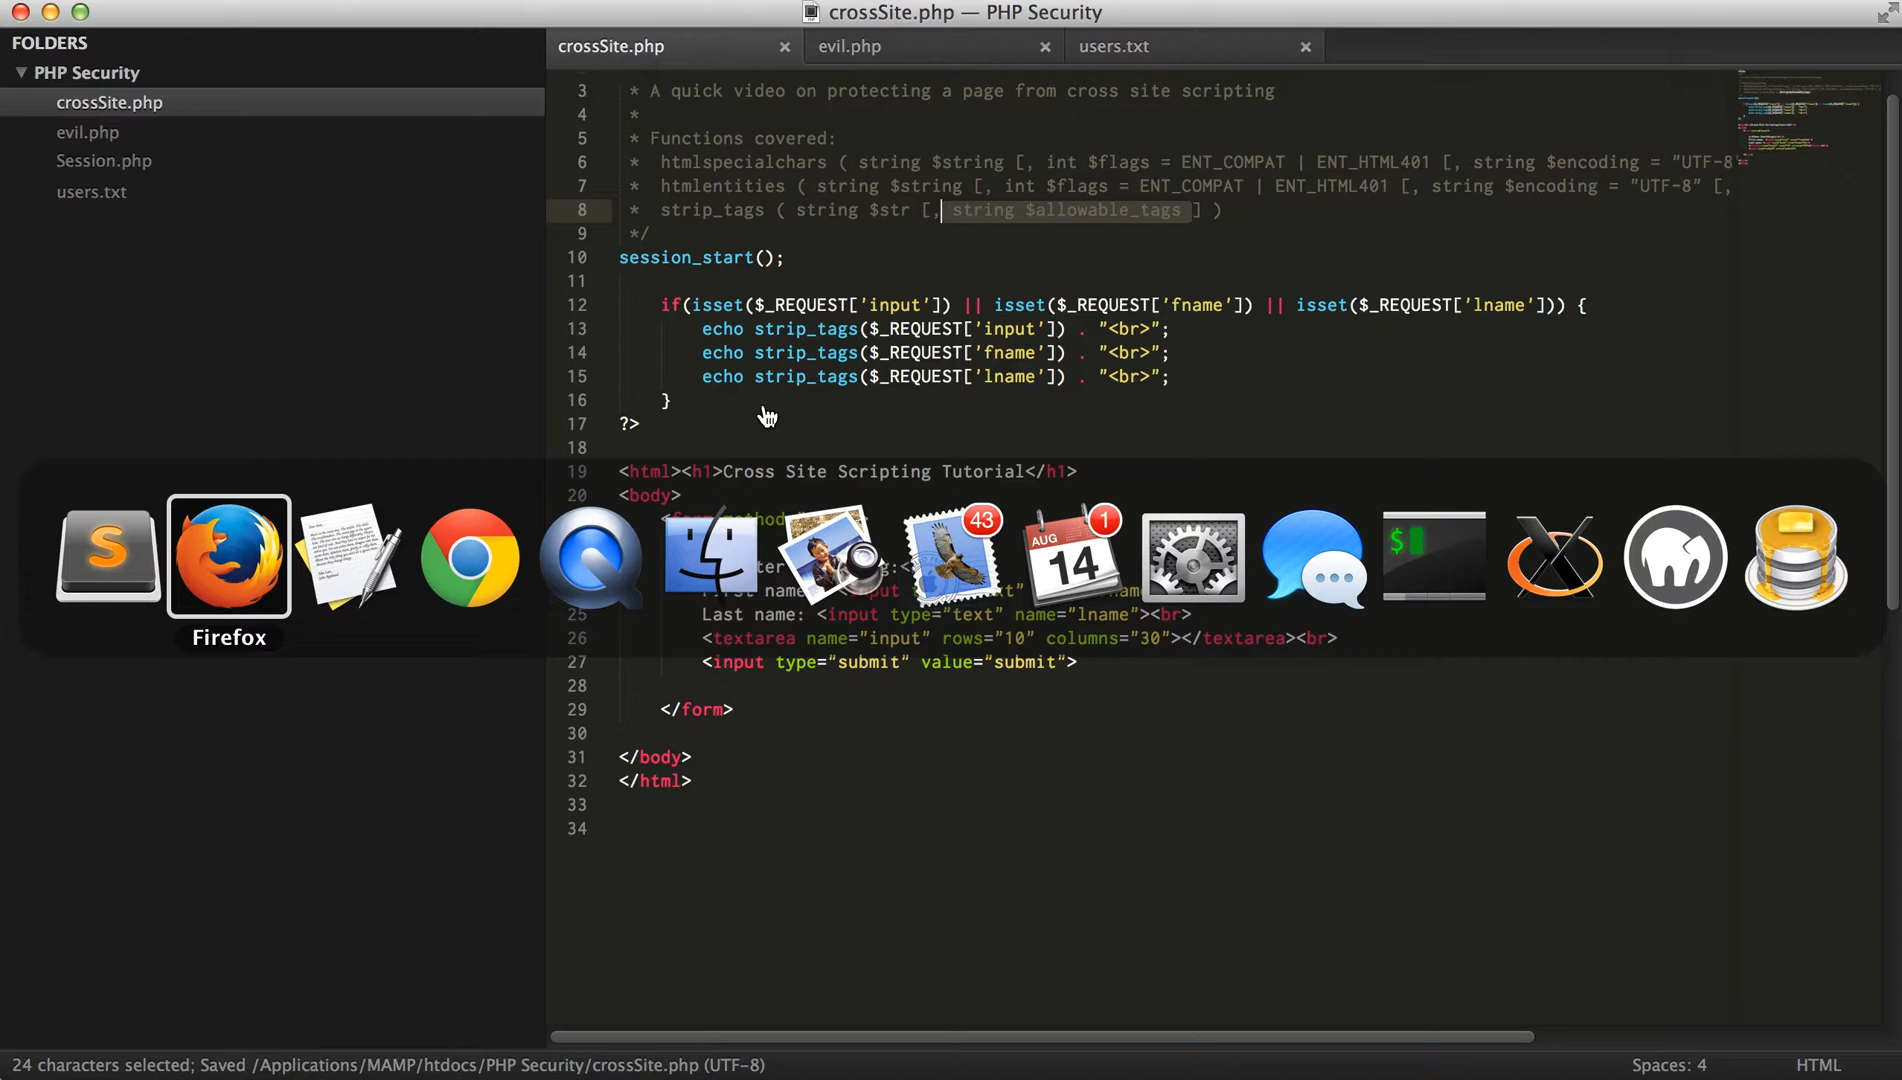 crossSite.php — PHP Security
FOLDERS
PHP Security
crossSite.php
evil.php
Session.php
users.txt
crossSite.php
evil.php
users.txt
3 * A quick video on protecting a page from cross site scripting
4 *
5 * Functions covered:
6 * htmlspecialchars ( string $string [, int $flags = ENT_COMPAT | ENT_HTML401 [, string $encoding = "UTF-8
7 * htmlentities ( string $string [, int $flags = ENT_COMPAT | ENT_HTML401 [, string $encoding = "UTF-8" [,
8 * strip_tags ( string $str [, string $allowable_tags ] )
9 */
10 session_start();
11
12 if(isset($_REQUEST['input']) || isset($_REQUEST['fname']) || isset($_REQUEST['lname'])) {
13 echo strip_tags($_REQUEST['input']) . "<br>";
14 echo strip_tags($_REQUEST['fname']) . "<br>";
15 echo strip_tags($_REQUEST['lname']) . "<br>";
16 }
17 ?>
18
19 <html><h1>Cross Site Scripting Tutorial</h1>
20 <body>
43
1
AUG
14
$
25 Last name: <input type="text" name="lname"><br>
26 <textarea name="input" rows="10" columns="30"></textarea><br>
Firefox
27 <input type="submit" value="submit">
28
29 </form>
30
31 </body>
32 </html>
33
34
24 characters selected; Saved /Applications/MAMP/htdocs/PHP Security/crossSite.php (UTF-8)
Spaces: 4
HTML